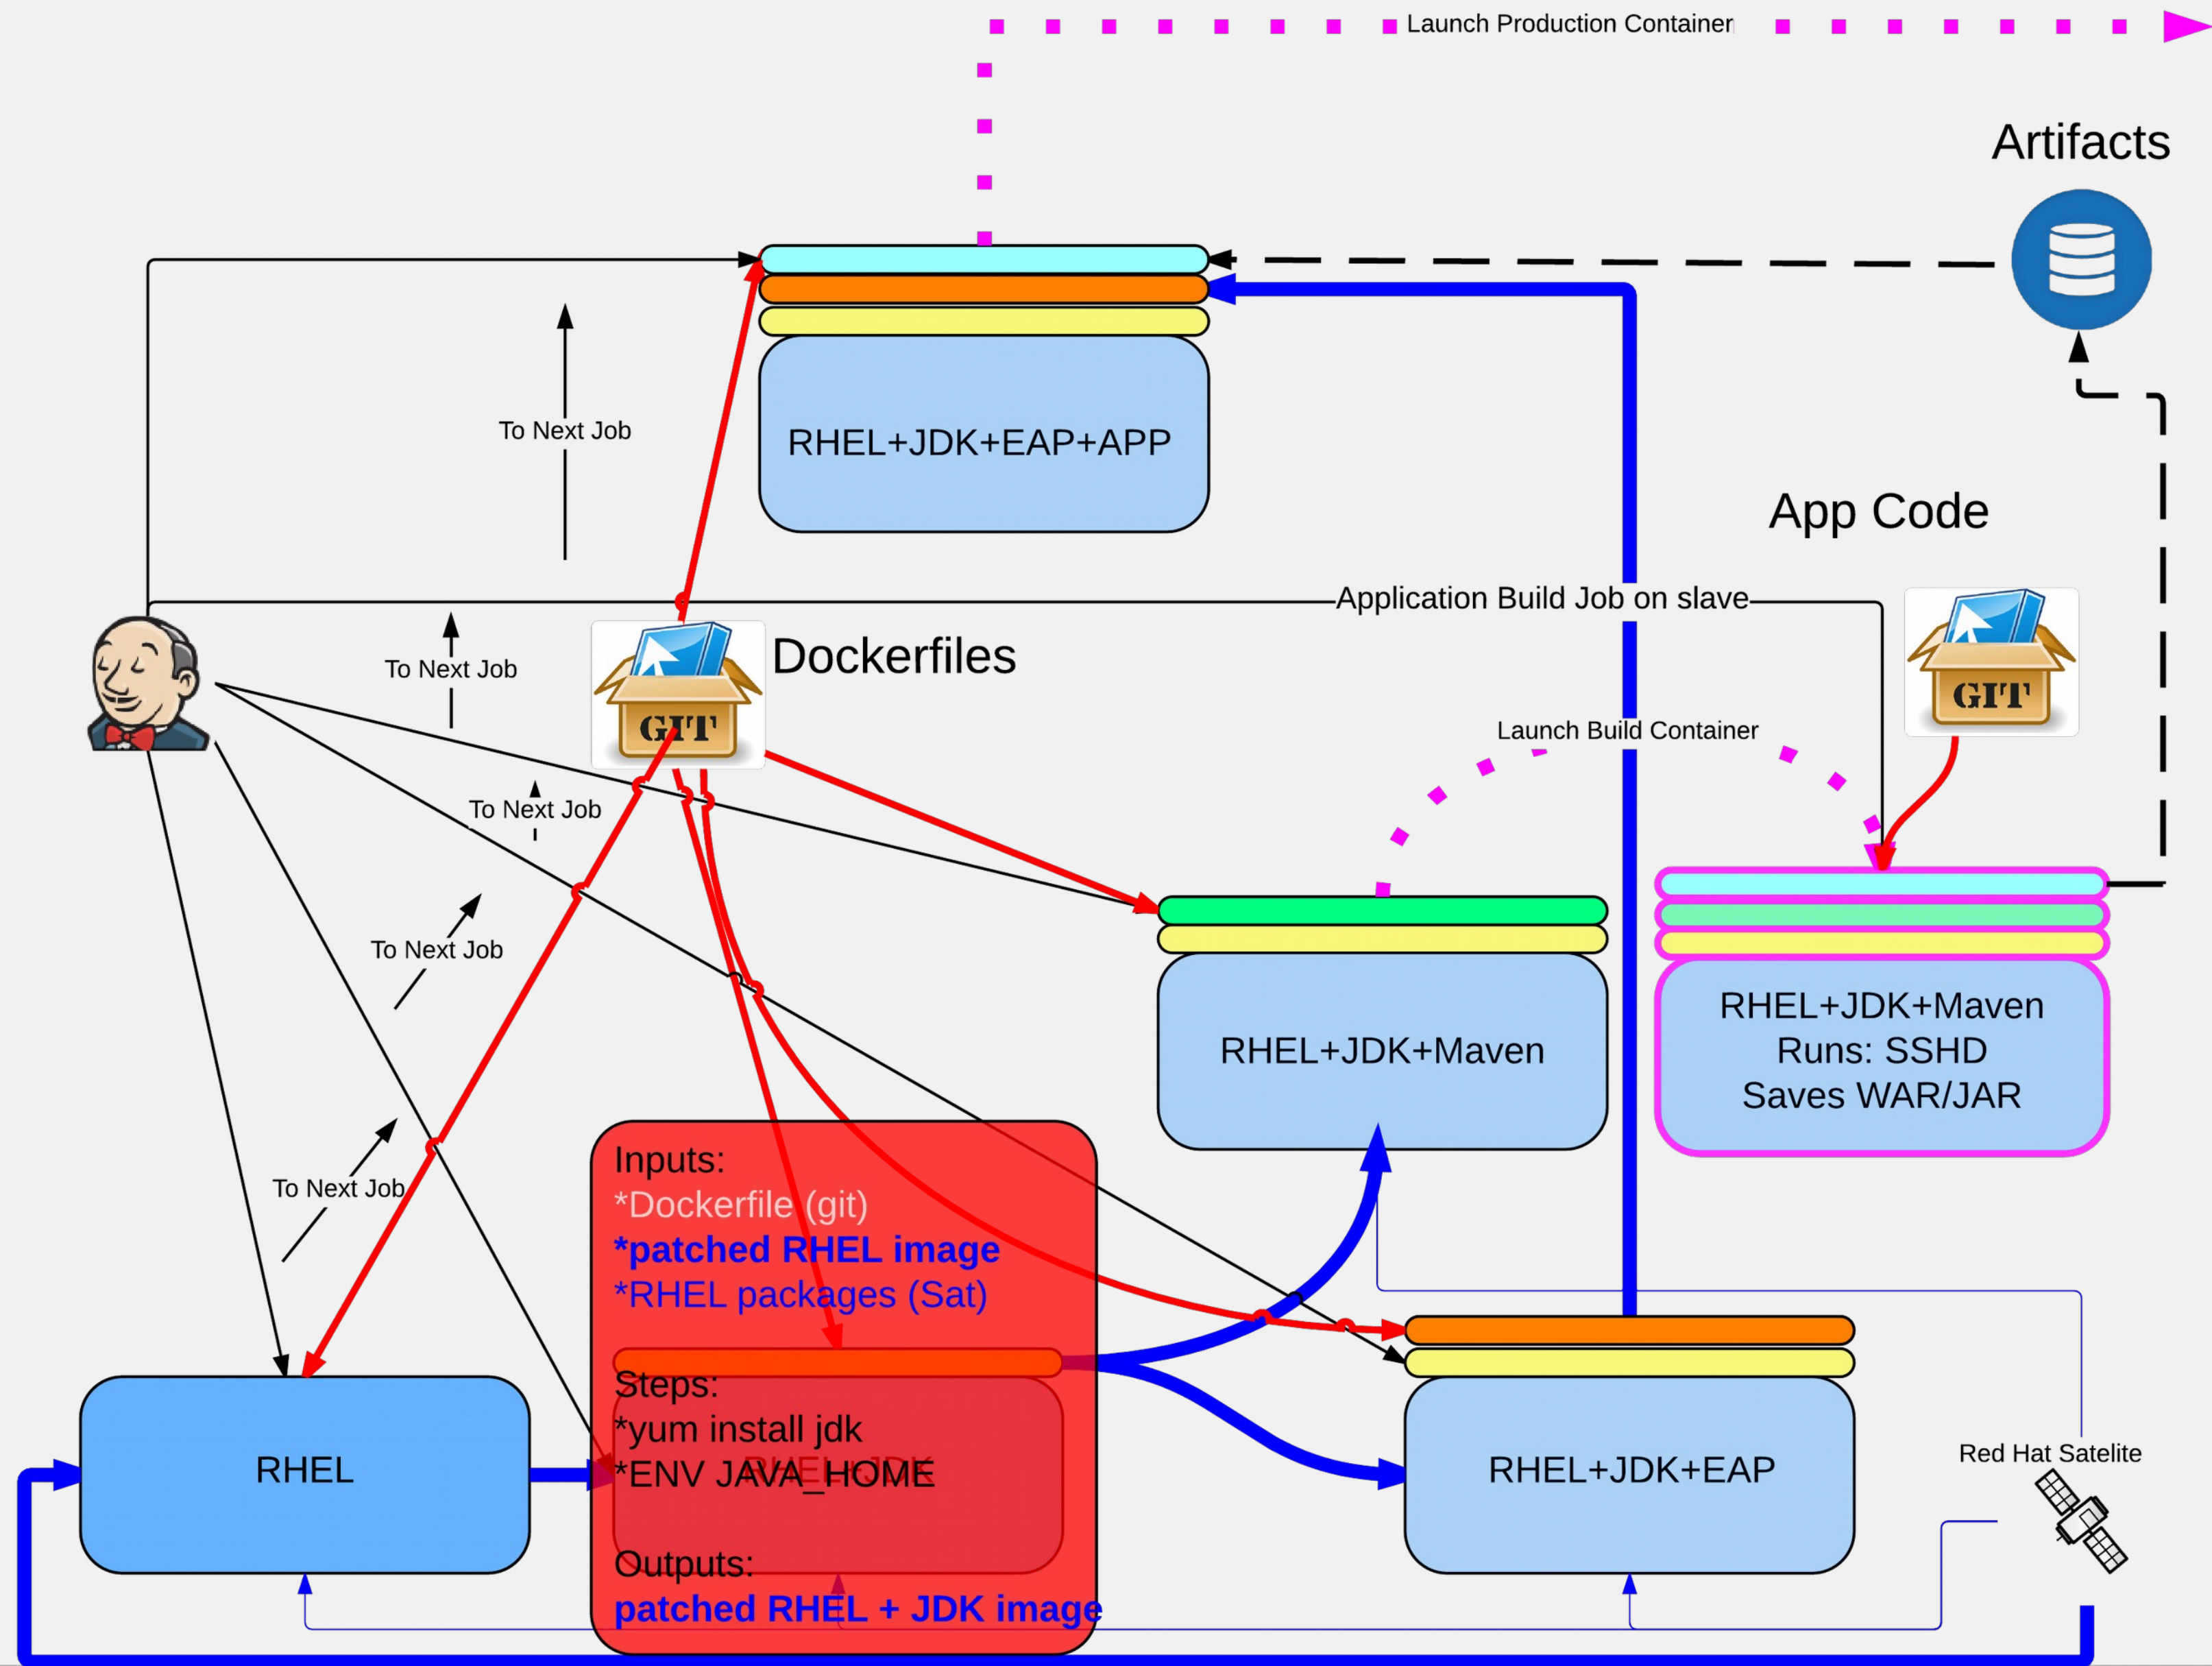 Launch Production Container
Artifacts
To Next Job
RHEL+JDK+EAP+APP
App Code
Application Build Job on slave
Dockerfiles
To Next Job
GIT
GIT
Launch Build Container
To Next Job
To Next Job
RHEL+JDK+Maven
RHEL+JDK+Maven
Runs: SSHD
Saves WAR/JAR
To Next Job
Inputs:
*Dockerfile (git)
*patched RHEL image
*RHEL packages (Sat)
Steps:
*yum install jdk
*ENV JAVA_HOME
RHEL+JDK
Outputs:
patched RHEL + JDK image
RHEL
RHEL+JDK+EAP
Red Hat Satelite